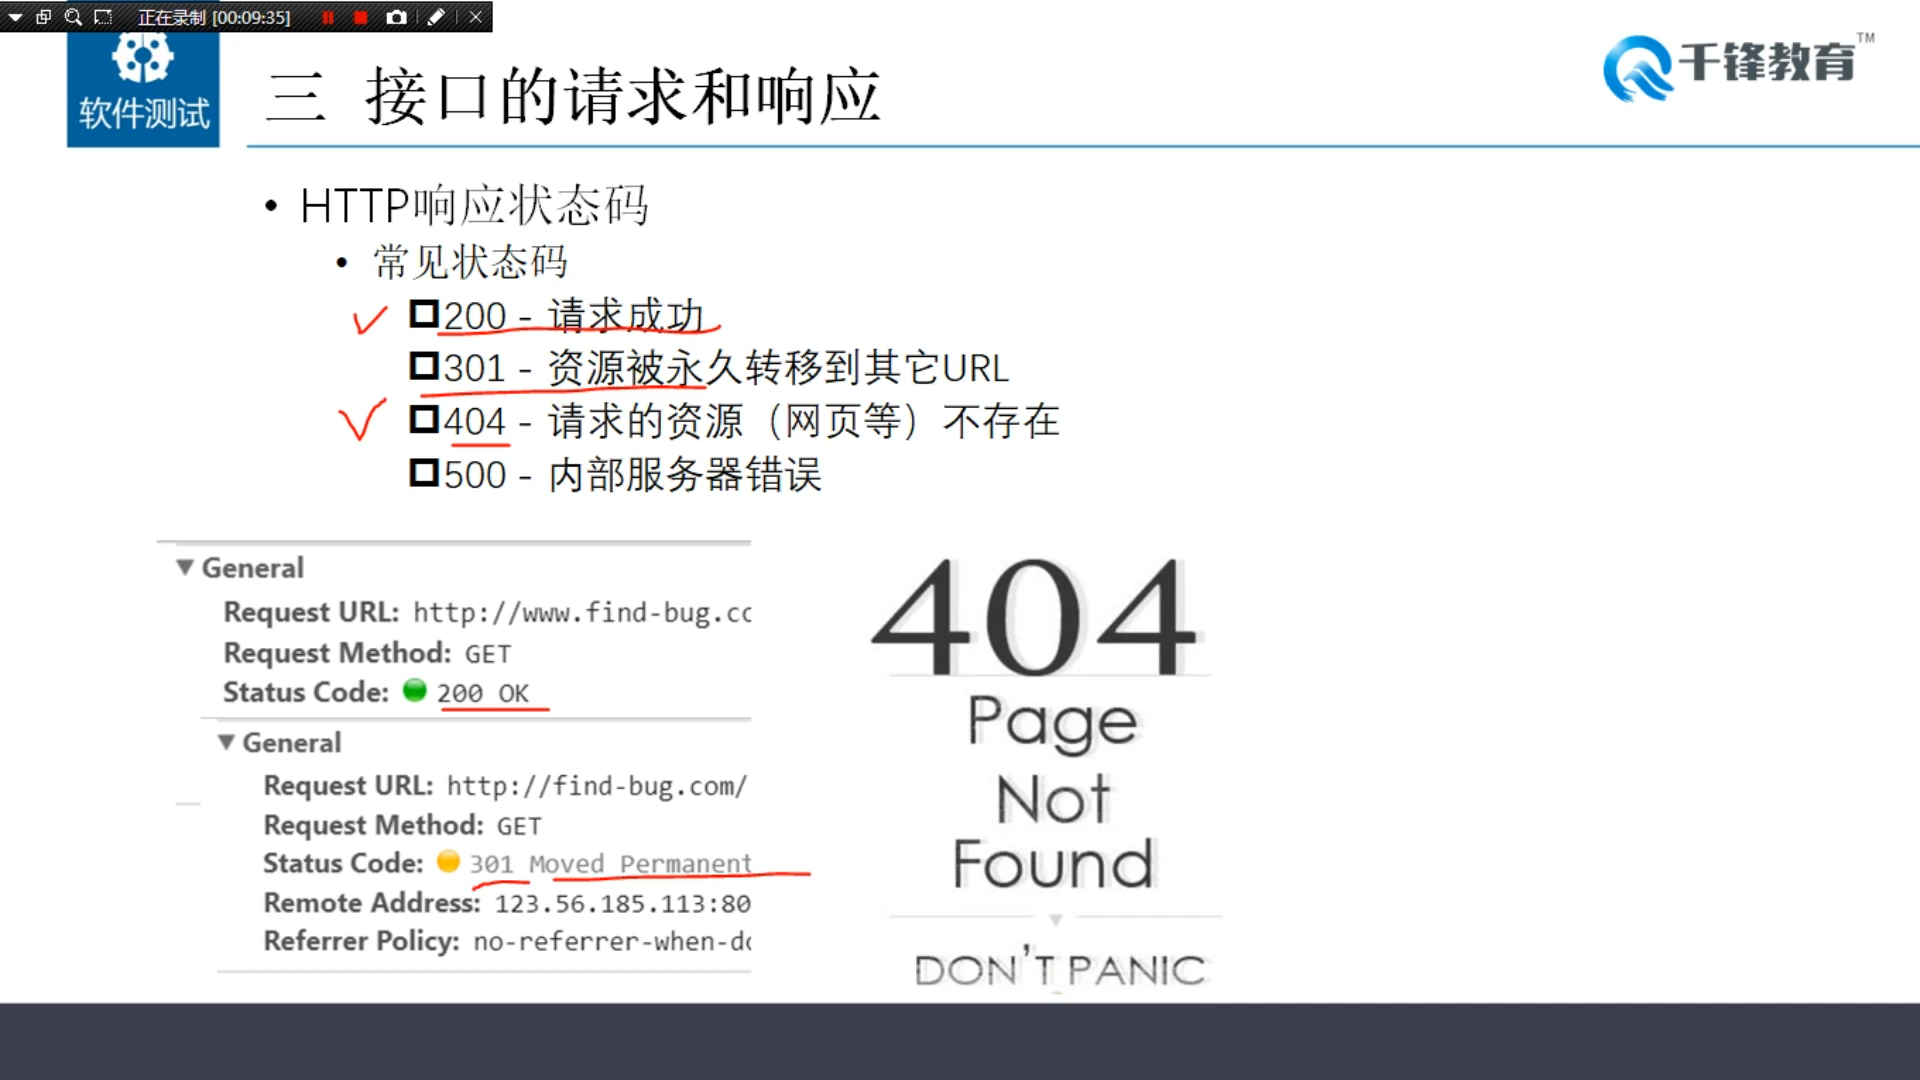 正在录制 [00:09:35]
软件测试
三 接口的请求和响应
千锋教育™
• HTTP响应状态码
• 常见状态码
200 - 请求成功
301 - 资源被永久转移到其它URL
404 - 请求的资源（网页等）不存在
500 - 内部服务器错误
General
Request URL: http://www.find-bug.co
Request Method: GET
Status Code: 200 OK
General
Request URL: http://find-bug.com/
Request Method: GET
Status Code: 301 Moved Permanent
Remote Address: 123.56.185.113:80
Referrer Policy: no-referrer-when-do
404
Page
Not
Found
DON'T PANIC